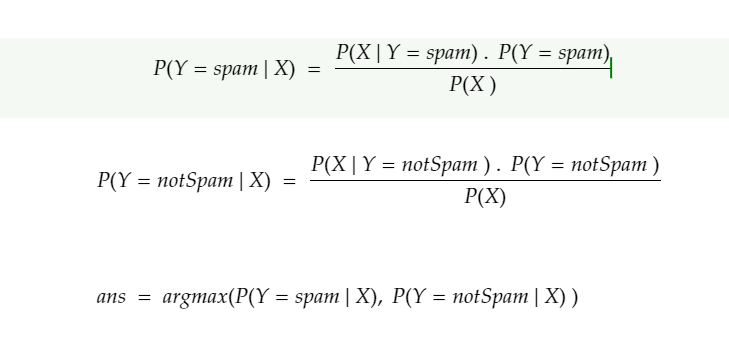 P(Y = spam | X) = P(X | Y = spam) . P(Y = spam) / P(X )
P(Y = notSpam | X) = P(X | Y = notSpam ) . P(Y = notSpam ) / P(X)
ans = argmax(P(Y = spam | X), P(Y = notSpam | X) )